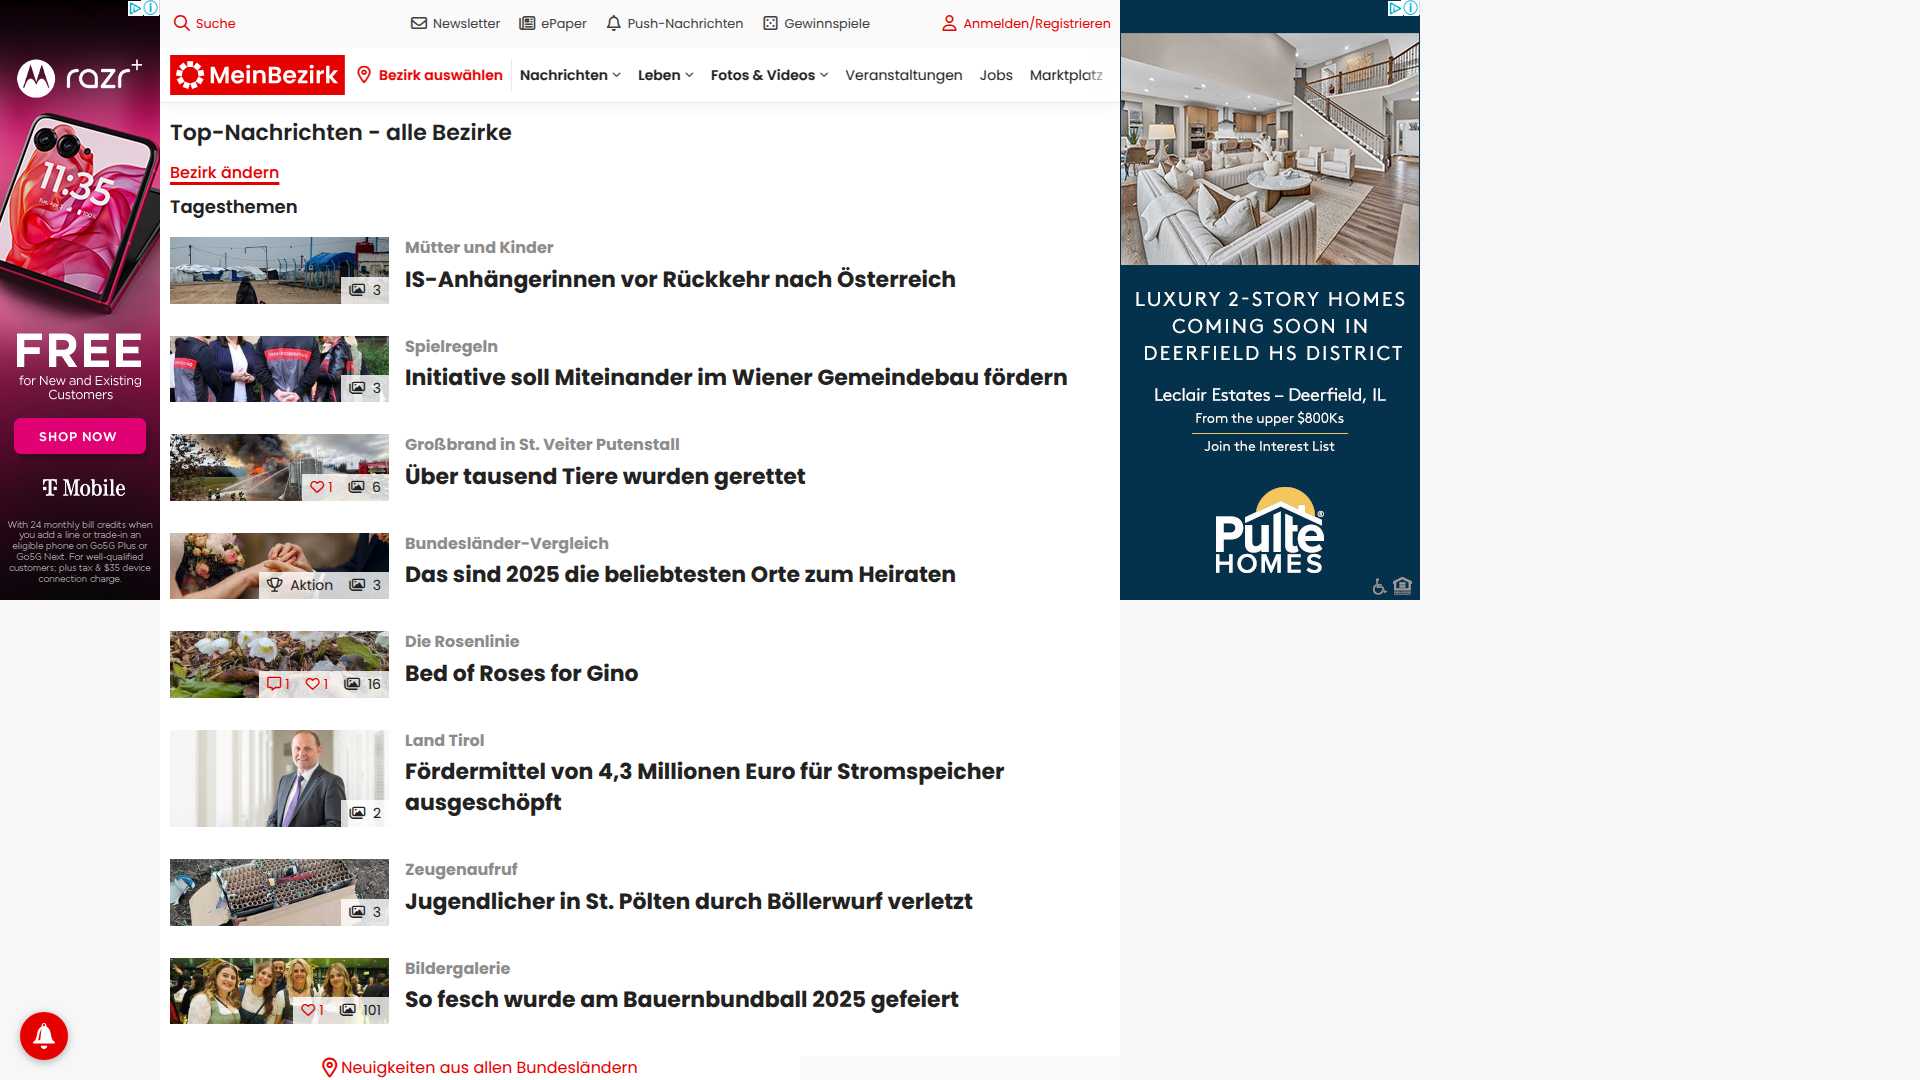 Suche
Newsletter
ePaper
Push-Nachrichten
Gewinnspiele
Anmelden/Registrieren
MeinBezirk
Bezirk auswählen
Nachrichten
Leben
Fotos & Videos
Veranstaltungen
Jobs
Marktplatz
Top-Nachrichten - alle Bezirke
Bezirk ändern
Tagesthemen
Mütter und Kinder
IS-Anhängerinnen vor Rückkehr nach Österreich
3
Spielregeln
Initiative soll Miteinander im Wiener Gemeindebau fördern
3
Großbrand in St. Veiter Putenstall
Über tausend Tiere wurden gerettet
1 6
Bundesländer-Vergleich
Das sind 2025 die beliebtesten Orte zum Heiraten
Aktion 3
Die Rosenlinie
Bed of Roses for Gino
1 1 16
Land Tirol
Fördermittel von 4,3 Millionen Euro für Stromspeicher
ausgeschöpft
2
Zeugenaufruf
Jugendlicher in St. Pölten durch Böllerwurf verletzt
3
Bildergalerie
So fesch wurde am Bauernbundball 2025 gefeiert
1 101
Neuigkeiten aus allen Bundesländern
razr+
11:35
FREE
for New and Existing
Customers
SHOP NOW
T Mobile
With 24 monthly bill credits when
you add a line or trade-in an
eligible phone on Go5G Plus or
Go5G Next. For well-qualified
customers; plus tax & $35 device
connection charge.
LUXURY 2-STORY HOMES
COMING SOON IN
DEERFIELD HS DISTRICT
Leclair Estates – Deerfield, IL
From the upper $800Ks
Join the Interest List
Pulte®
HOMES